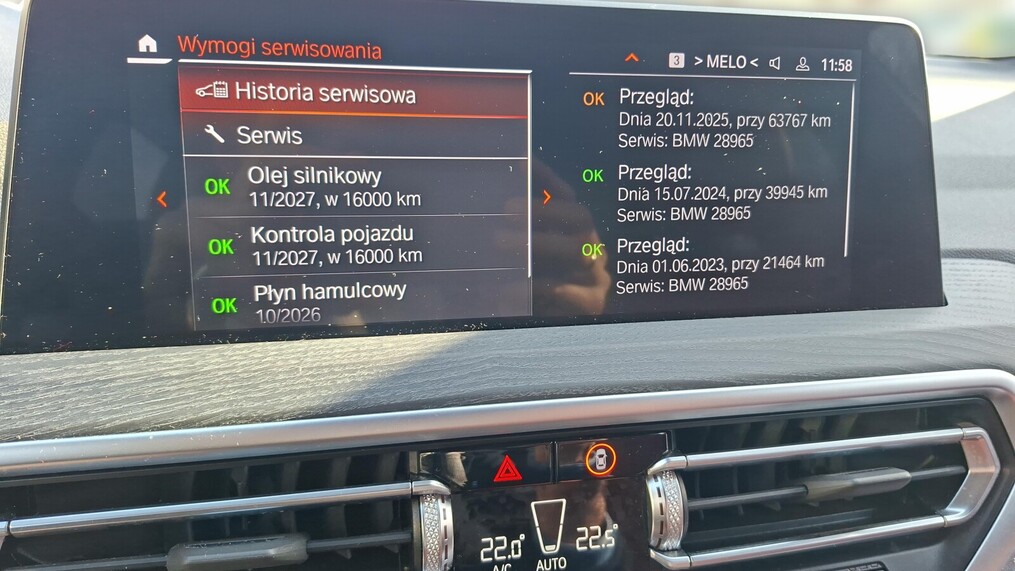 Wymogi serwisowania
3 > MELO < 11:58
Historia serwisowa
Serwis
OK Olej silnikowy
11/2027, w 16000 km
OK Kontrola pojazdu
11/2027, w 16000 km
OK Płyn hamulcowy
10/2026
OK Przegląd:
Dnia 20.11.2025, przy 63767 km
Serwis: BMW 28965
OK Przegląd:
Dnia 15.07.2024, przy 39945 km
Serwis: BMW 28965
OK Przegląd:
Dnia 01.06.2023, przy 21464 km
Serwis: BMW 28965
22.0° 22.5°
A/C AUTO